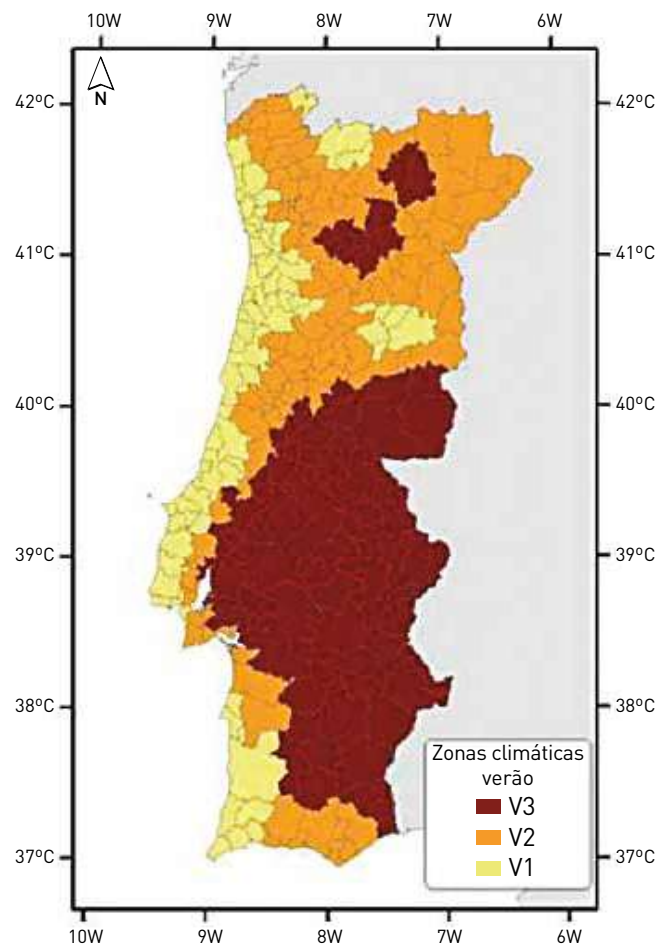 10W 9W 8W 7W 6W
N
42ºC 42ºC
41ºC 41ºC
40ºC 40ºC
39ºC 39ºC
38ºC 38ºC
Zonas climáticas
verão
V3
V2
V1
37ºC 37ºC
10W 9W 8W 7W 6W